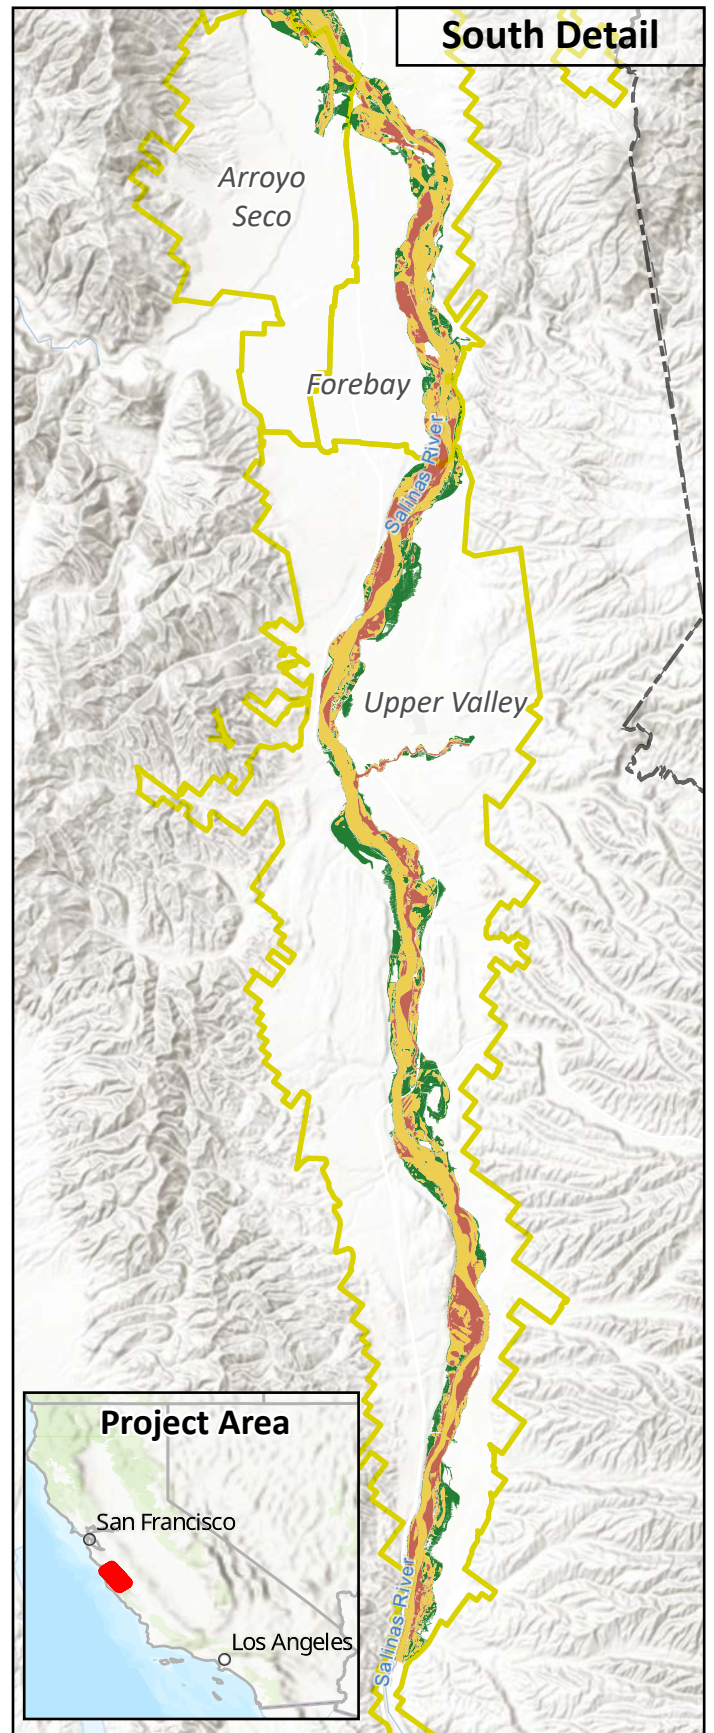 South Detail
Arroyo
Seco
Forebay
Salinas River
Upper Valley
Project Area
San Francisco
Los Angeles
Salinas River